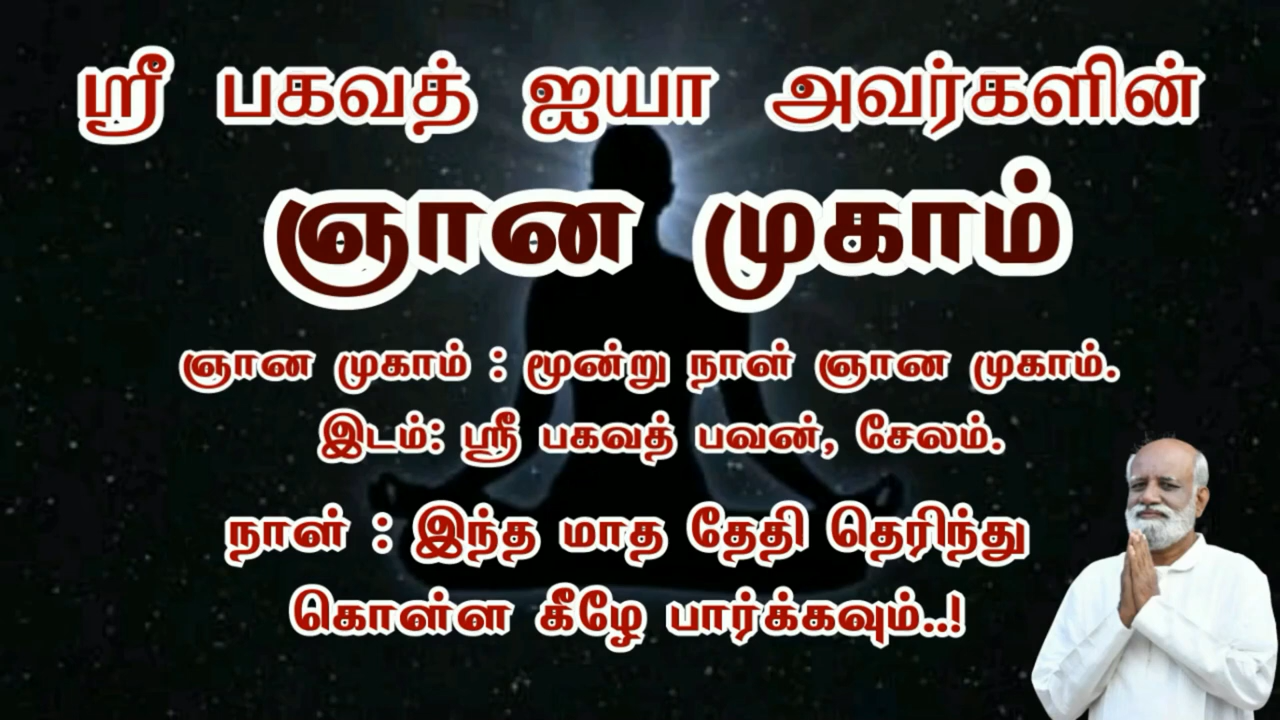 ஸ்ரீ பகவத் ஐயா அவர்களின்
ஞான முகாம்
ஞான முகாம் : மூன்று நாள் ஞான முகாம்.
இடம்: ஸ்ரீ பகவத் பவன், சேலம்.
நாள் : இந்த மாத தேதி தெரிந்து
கொள்ள கீழே பார்க்கவும்..!